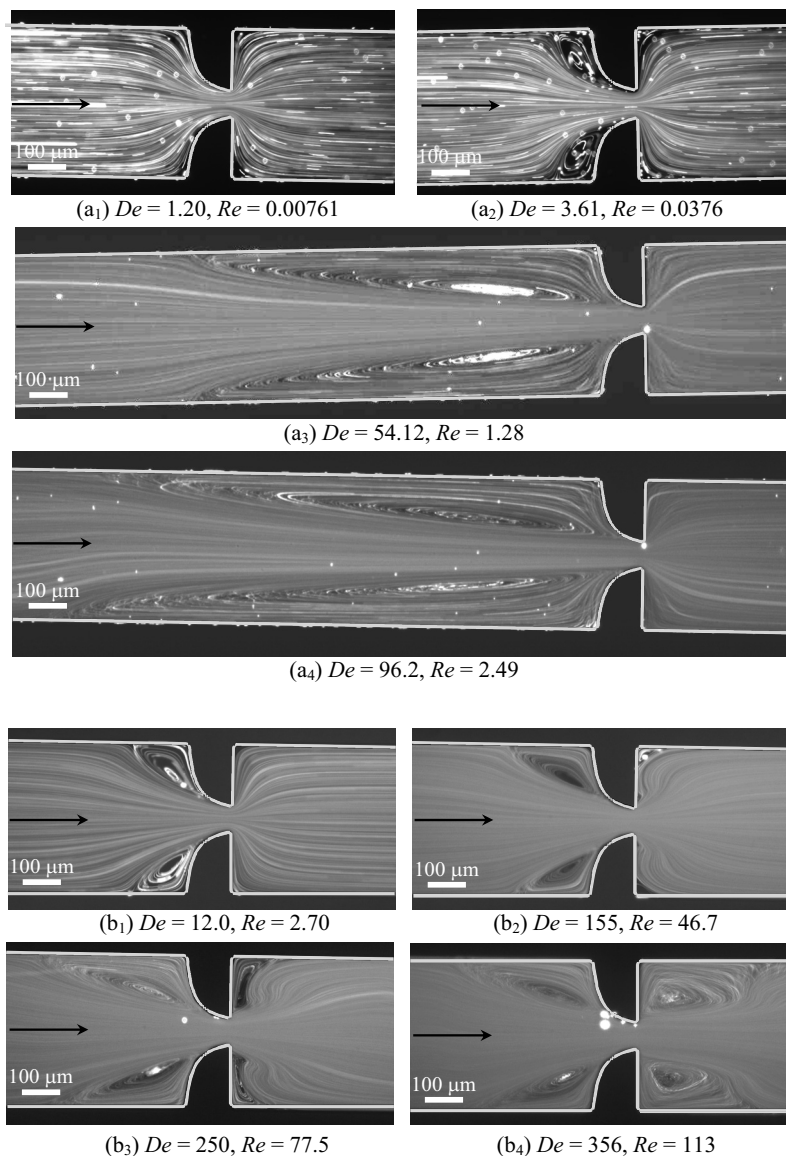 100 μm
100 μm
(a₁) De = 1.20, Re = 0.00761
(a₂) De = 3.61, Re = 0.0376
100 μm
(a₃) De = 54.12, Re = 1.28
100 μm
(a₄) De = 96.2, Re = 2.49
100 μm
100 μm
(b₁) De = 12.0, Re = 2.70
(b₂) De = 155, Re = 46.7
100 μm
100 μm
(b₃) De = 250, Re = 77.5
(b₄) De = 356, Re = 113